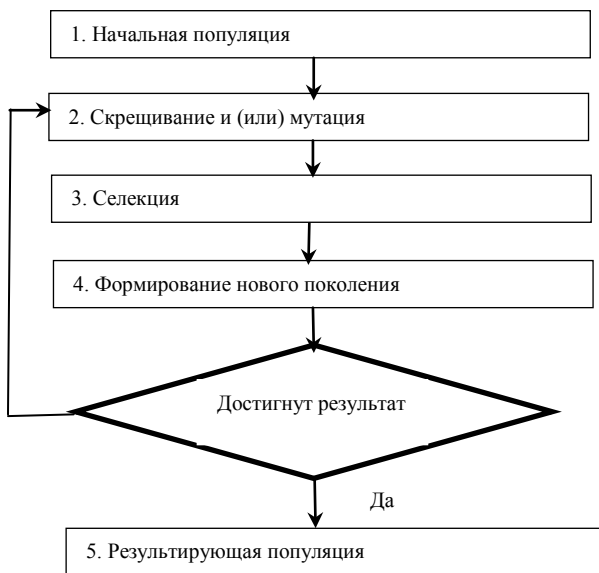 1. Начальная популяция
2. Скрещивание и (или) мутация
3. Селекция
4. Формирование нового поколения
Достигнут результат
Да
5. Результирующая популяция